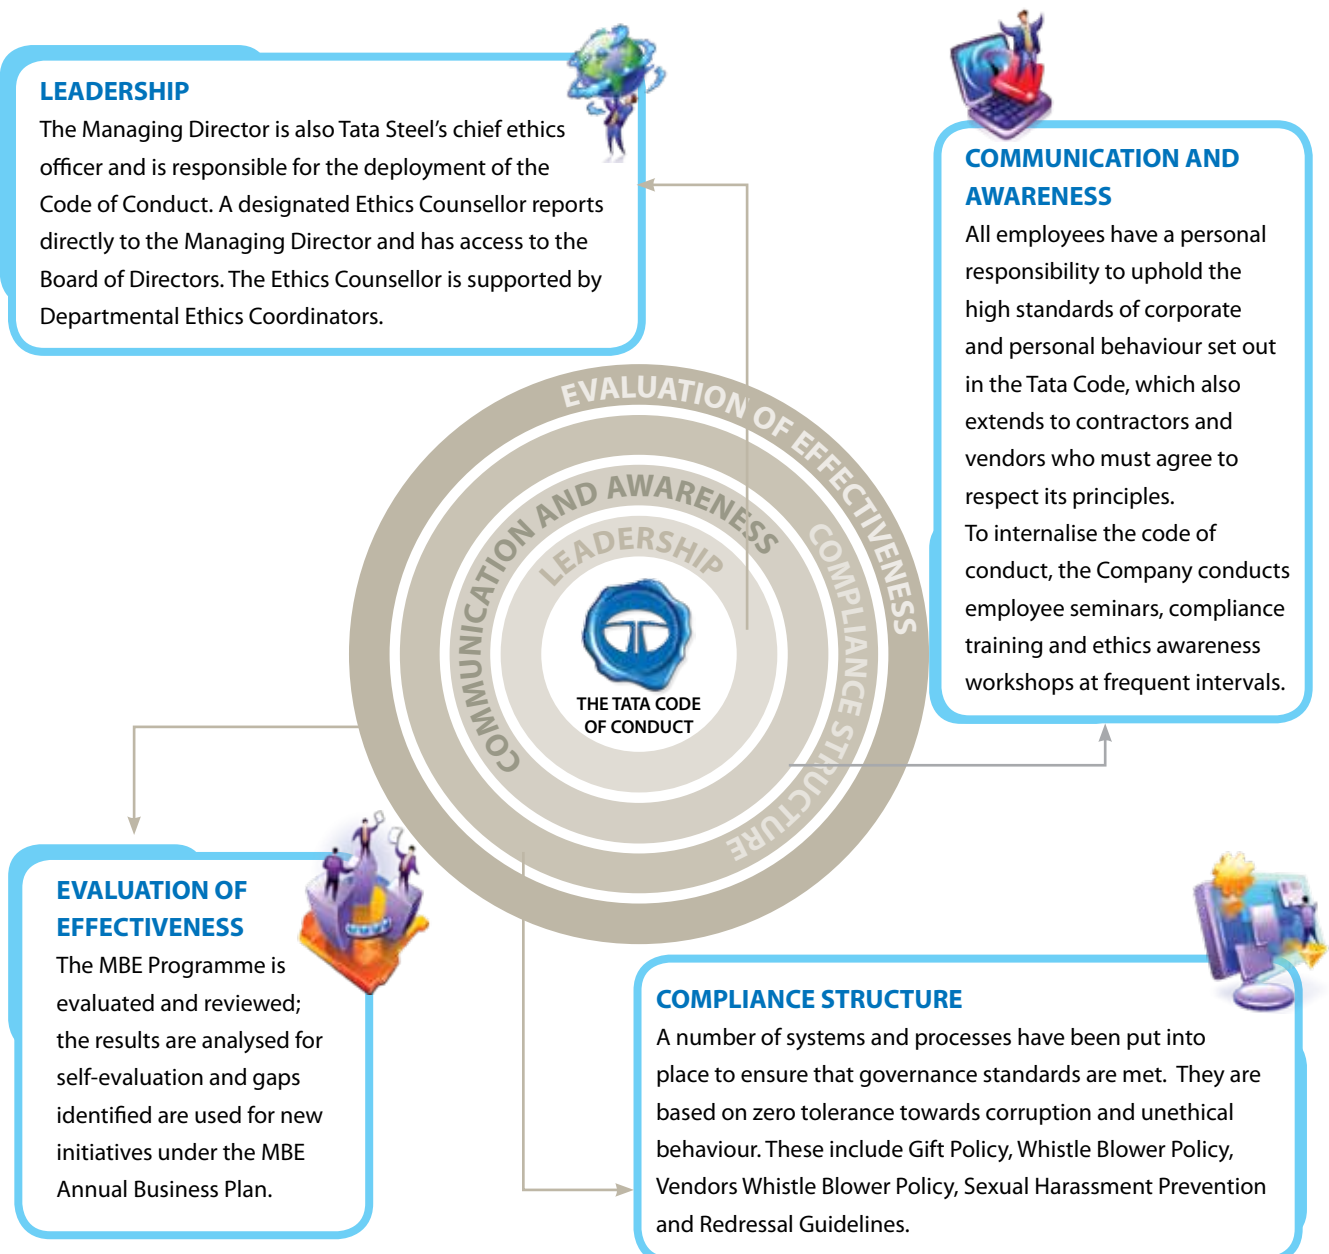 LEADERSHIP
The Managing Director is also Tata Steel's chief ethics
officer and is responsible for the deployment of the
Code of Conduct. A designated Ethics Counsellor reports
directly to the Managing Director and has access to the
Board of Directors. The Ethics Counsellor is supported by
Departmental Ethics Coordinators.
COMMUNICATION AND
AWARENESS
All employees have a personal
responsibility to uphold the
high standards of corporate
and personal behaviour set out
in the Tata Code, which also
extends to contractors and
vendors who must agree to
respect its principles.
To internalise the code of
conduct, the Company conducts
employee seminars, compliance
training and ethics awareness
workshops at frequent intervals.
EVALUATION OF EFFECTIVENESS
COMPLIANCE STRUCTURE
COMMUNICATION AND AWARENESS
LEADERSHIP
THE TATA CODE
OF CONDUCT
EVALUATION OF
EFFECTIVENESS
The MBE Programme is
evaluated and reviewed;
the results are analysed for
self-evaluation and gaps
identified are used for new
initiatives under the MBE
Annual Business Plan.
COMPLIANCE STRUCTURE
A number of systems and processes have been put into
place to ensure that governance standards are met. They are
based on zero tolerance towards corruption and unethical
behaviour. These include Gift Policy, Whistle Blower Policy,
Vendors Whistle Blower Policy, Sexual Harassment Prevention
and Redressal Guidelines.